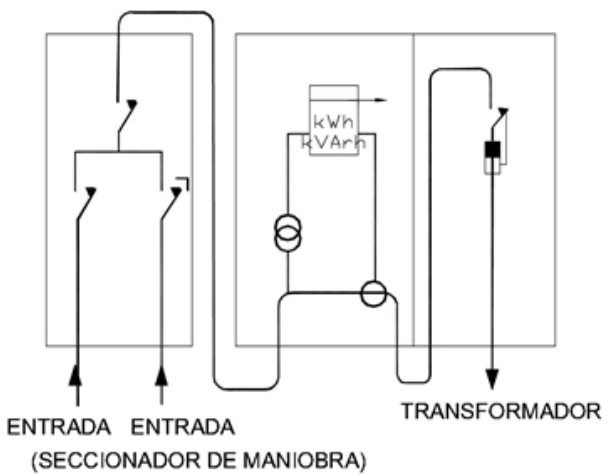 kWh
kVArh
ENTRADA ENTRADA
(SECCIONADOR DE MANIOBRA)
TRANSFORMADOR